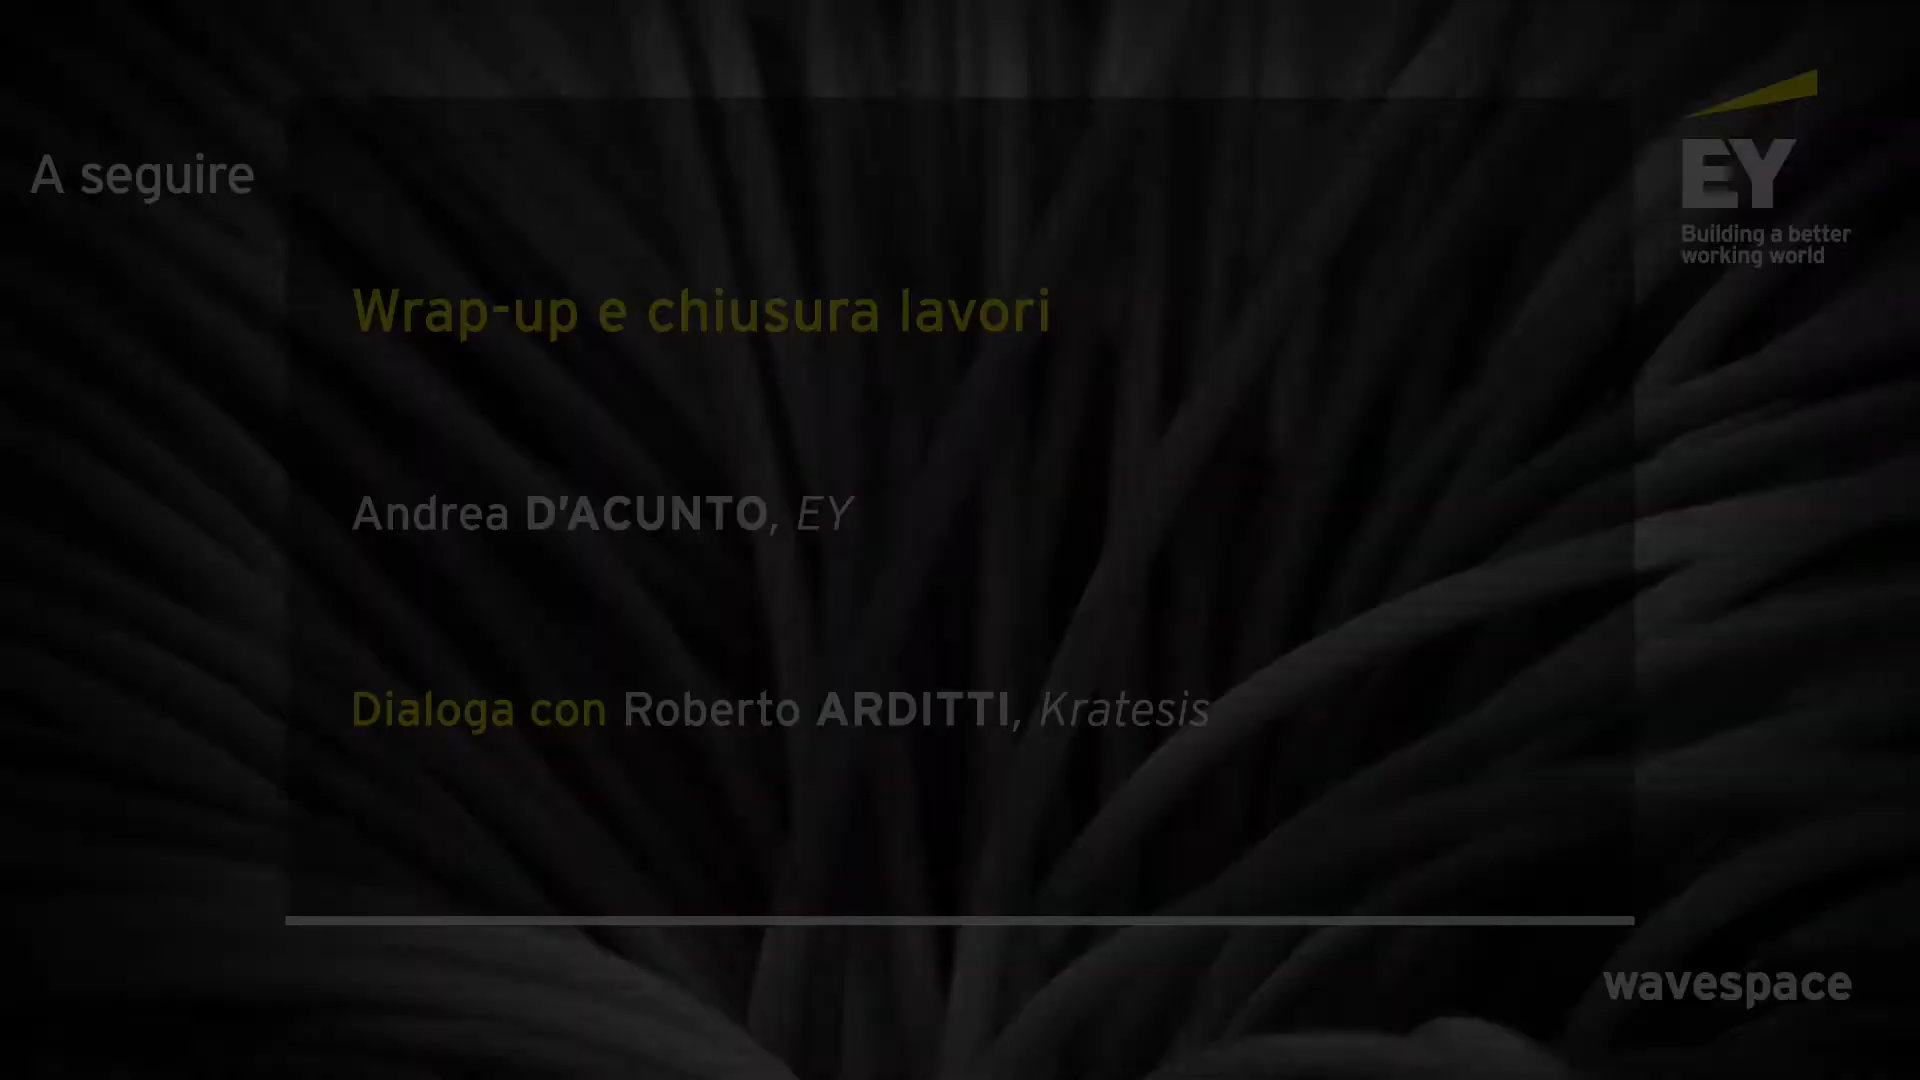 A seguire
EY
Building a better
working world
Wrap-up e chiusura lavori
Andrea D'ACUNTO, EY
Dialoga con Roberto ARDITTI, Kratesis
wavespace